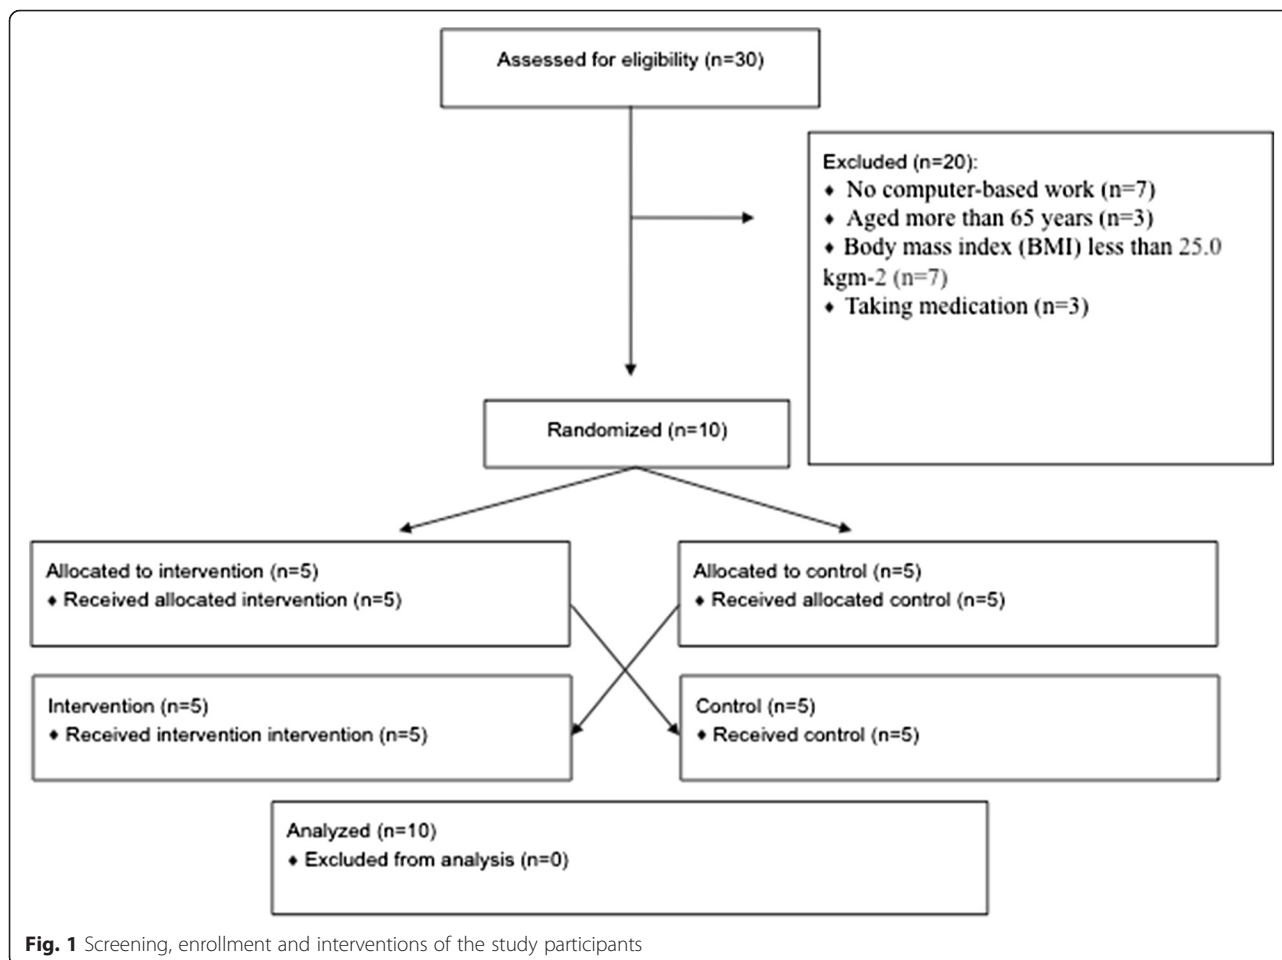 Assessed for eligibility (n=30)
Excluded (n=20):
♦ No computer-based work (n=7)
♦ Aged more than 65 years (n=3)
♦ Body mass index (BMI) less than 25.0
kgm-2 (n=7)
♦ Taking medication (n=3)
Randomized (n=10)
Allocated to intervention (n=5)
♦ Received allocated intervention (n=5)
Allocated to control (n=5)
♦ Received allocated control (n=5)
Intervention (n=5)
♦ Received intervention intervention (n=5)
Control (n=5)
♦ Received control (n=5)
Analyzed (n=10)
♦ Excluded from analysis (n=0)
Fig. 1 Screening, enrollment and interventions of the study participants